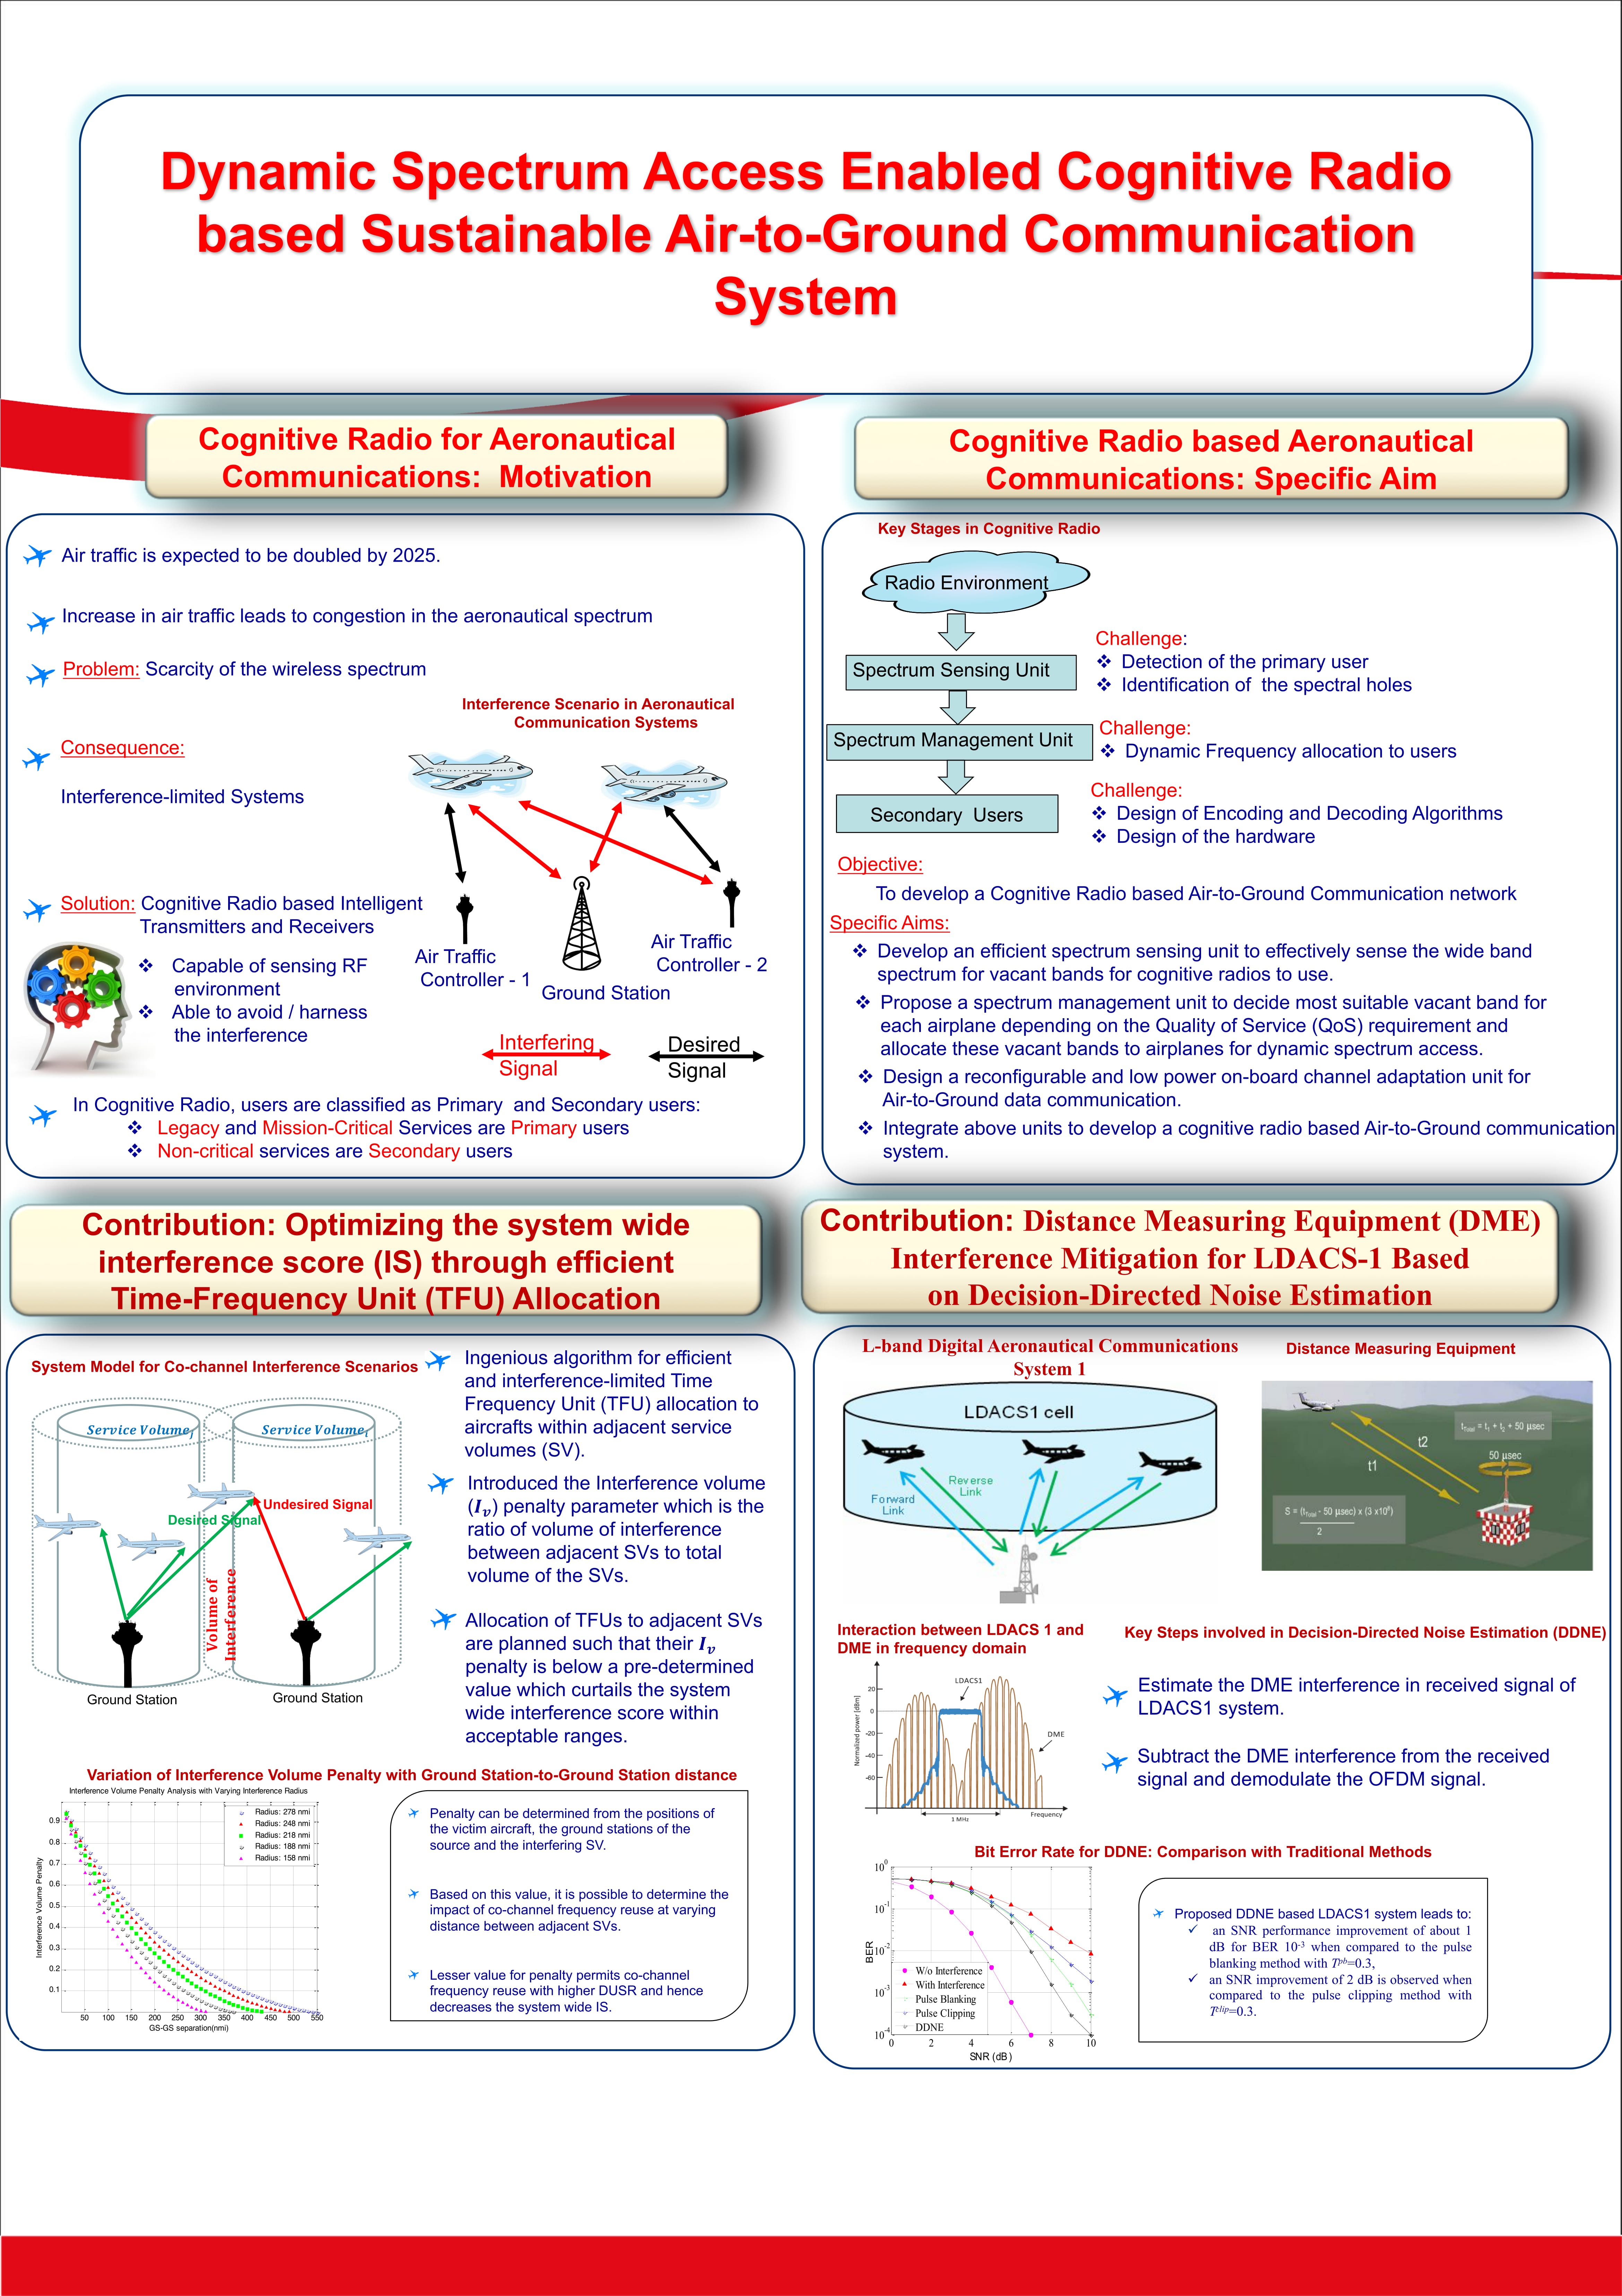 Dynamic Spectrum Access Enabled Cognitive Radio
based Sustainable Air-to-Ground Communication
System
Cognitive Radio for Aeronautical
Communications: Motivation
Air traffic is expected to be doubled by 2025.
Increase in air traffic leads to congestion in the aeronautical spectrum
Problem: Scarcity of the wireless spectrum
Interference Scenario in Aeronautical
Communication Systems
Consequence:
Interference-limited Systems
Solution: Cognitive Radio based Intelligent
Transmitters and Receivers
❖ Capable of sensing RF
environment
❖ Able to avoid / harness
the interference
Air Traffic
Controller - 1
Ground Station
Air Traffic
Controller - 2
Interfering
Signal
Desired
Signal
In Cognitive Radio, users are classified as Primary and Secondary users:
❖ Legacy and Mission-Critical Services are Primary users
❖ Non-critical services are Secondary users
Cognitive Radio based Aeronautical
Communications: Specific Aim
Key Stages in Cognitive Radio
Radio Environment
Spectrum Sensing Unit
Spectrum Management Unit
Secondary Users
Challenge:
❖ Detection of the primary user
❖ Identification of the spectral holes
Challenge:
❖ Dynamic Frequency allocation to users
Challenge:
❖ Design of Encoding and Decoding Algorithms
❖ Design of the hardware
Objective:
To develop a Cognitive Radio based Air-to-Ground Communication network
Specific Aims:
❖ Develop an efficient spectrum sensing unit to effectively sense the wide band
spectrum for vacant bands for cognitive radios to use.
❖ Propose a spectrum management unit to decide most suitable vacant band for
each airplane depending on the Quality of Service (QoS) requirement and
allocate these vacant bands to airplanes for dynamic spectrum access.
❖ Design a reconfigurable and low power on-board channel adaptation unit for
Air-to-Ground data communication.
❖ Integrate above units to develop a cognitive radio based Air-to-Ground communication
system.
Contribution: Optimizing the system wide
interference score (IS) through efficient
Time-Frequency Unit (TFU) Allocation
System Model for Co-channel Interference Scenarios
Service Volumej
Service Volumei
Undesired Signal
Desired Signal
Volume of
Interference
Ground Station
Ground Station
Ingenious algorithm for efficient
and interference-limited Time
Frequency Unit (TFU) allocation to
aircrafts within adjacent service
volumes (SV).
Introduced the Interference volume
(Iv) penalty parameter which is the
ratio of volume of interference
between adjacent SVs to total
volume of the SVs.
Allocation of TFUs to adjacent SVs
are planned such that their Iv
penalty is below a pre-determined
value which curtails the system
wide interference score within
acceptable ranges.
Variation of Interference Volume Penalty with Ground Station-to-Ground Station distance
Interference Volume Penalty Analysis with Varying Interference Radius
Radius: 278 nmi
Radius: 248 nmi
Radius: 218 nmi
Radius: 188 nmi
Radius: 158 nmi
Interference Volume Penalty
0.9
0.8
0.7
0.6
0.5
0.4
0.3
0.2
0.1
50 100 150 200 250 300 350 400 450 500 550
GS-GS separation(nmi)
Penalty can be determined from the positions of
the victim aircraft, the ground stations of the
source and the interfering SV.
Based on this value, it is possible to determine the
impact of co-channel frequency reuse at varying
distance between adjacent SVs.
Lesser value for penalty permits co-channel
frequency reuse with higher DUSR and hence
decreases the system wide IS.
Contribution: Distance Measuring Equipment (DME)
Interference Mitigation for LDACS-1 Based
on Decision-Directed Noise Estimation
L-band Digital Aeronautical Communications
System 1
LDACS1 cell
Reverse
Link
Forward
Link
Distance Measuring Equipment
tTotal = t1 + t2 + 50 µsec
t2
50 µsec
t1
S = (tTotal - 50 µsec) x (3 x10⁸)
2
Interaction between LDACS 1 and
DME in frequency domain
Normalized power [dBm]
20
0
-20
-40
-60
LDACS1
DME
1 MHz
Frequency
Key Steps involved in Decision-Directed Noise Estimation (DDNE)
Estimate the DME interference in received signal of
LDACS1 system.
Subtract the DME interference from the received
signal and demodulate the OFDM signal.
Bit Error Rate for DDNE: Comparison with Traditional Methods
BER
10⁰
10⁻¹
10⁻²
10⁻³
10⁻⁴
W/o Interference
With Interference
Pulse Blanking
Pulse Clipping
DDNE
0 2 4 6 8 10
SNR (dB)
Proposed DDNE based LDACS1 system leads to:
✓ an SNR performance improvement of about 1
dB for BER 10⁻³ when compared to the pulse
blanking method with Tᵖᵇ=0.3,
✓ an SNR improvement of 2 dB is observed when
compared to the pulse clipping method with
Tᶜˡⁱᵖ=0.3.